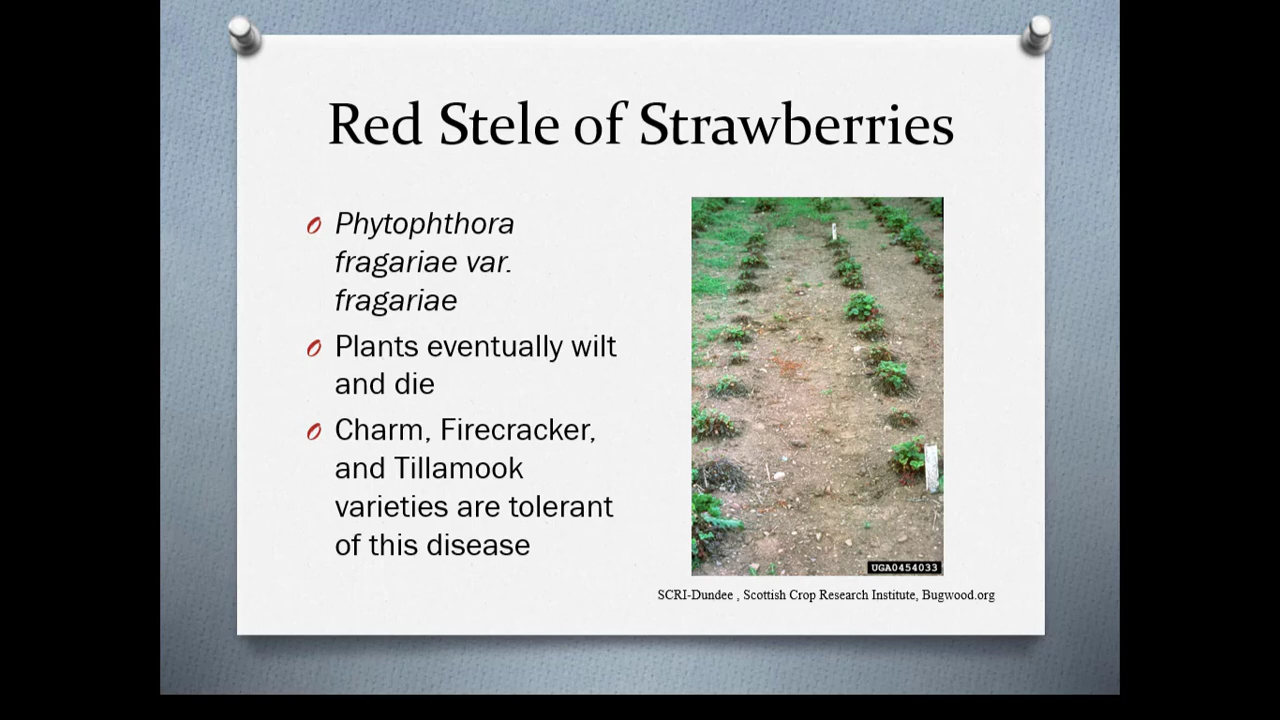 Red Stele of Strawberries
Phytophthora
fragariae var.
fragariae
Plants eventually wilt
and die
Charm, Firecracker,
and Tillamook
varieties are tolerant
of this disease
UGA0454033
SCRI-Dundee , Scottish Crop Research Institute, Bugwood.org